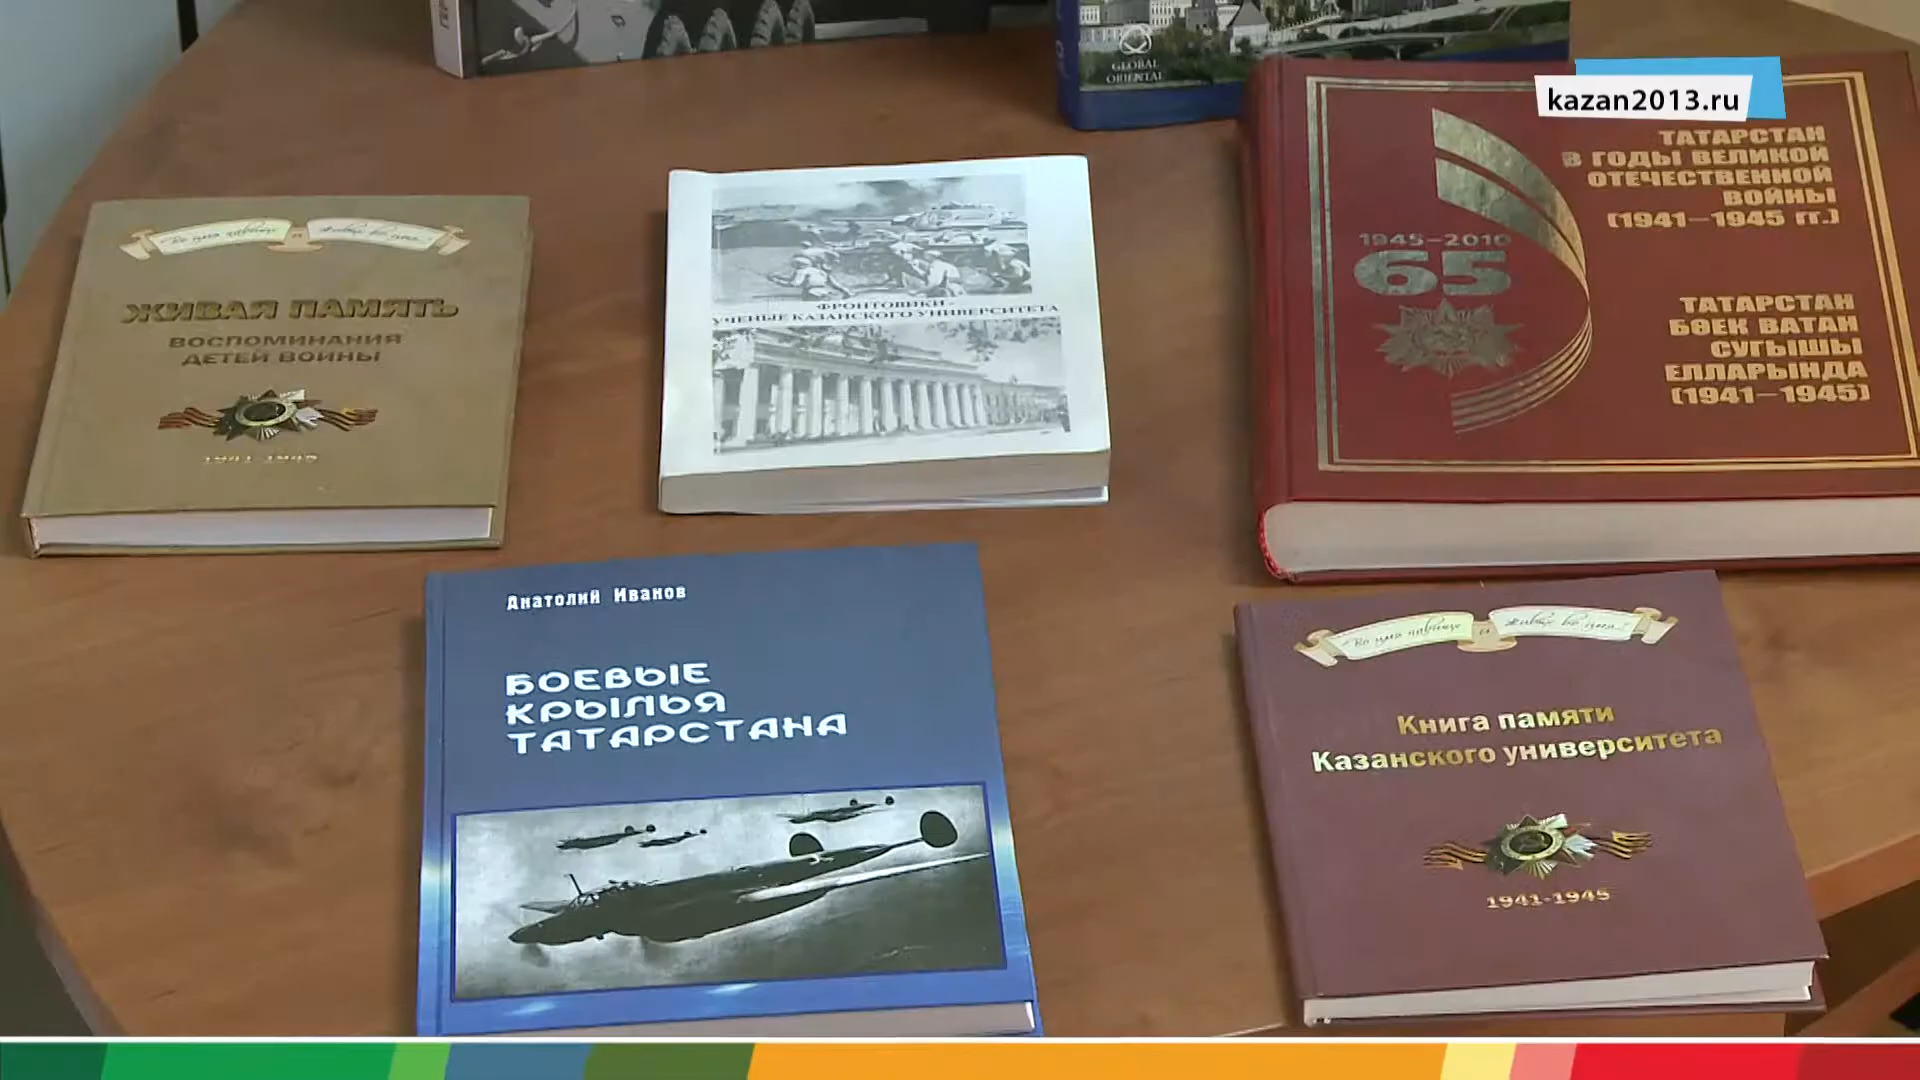 GLOBAL
ORIENTAL
kazan2013.ru
ЖИВАЯ ПАМЯТЬ
ВОСПОМИНАНИЯ
ДЕТЕЙ ВОЙНЫ
1941-1945
ФРОНТОВИКИ -
УЧЕНЫЕ КАЗАНСКОГО УНИВЕРСИТЕТА
1945-2010
65
ТАТАРСТАН
В ГОДЫ ВЕЛИКОЙ
ОТЕЧЕСТВЕННОЙ
ВОЙНЫ
(1941-1945 гг.)
ТАТАРСТАН
БӨЕК ВАТАН
СУГЫШЫ
ЕЛЛАРЫНДА
(1941-1945)
Анатолий Иванов
БОЕВЫЕ
КРЫЛЬЯ
ТАТАРСТАНА
Книга памяти
Казанского университета
1941-1945